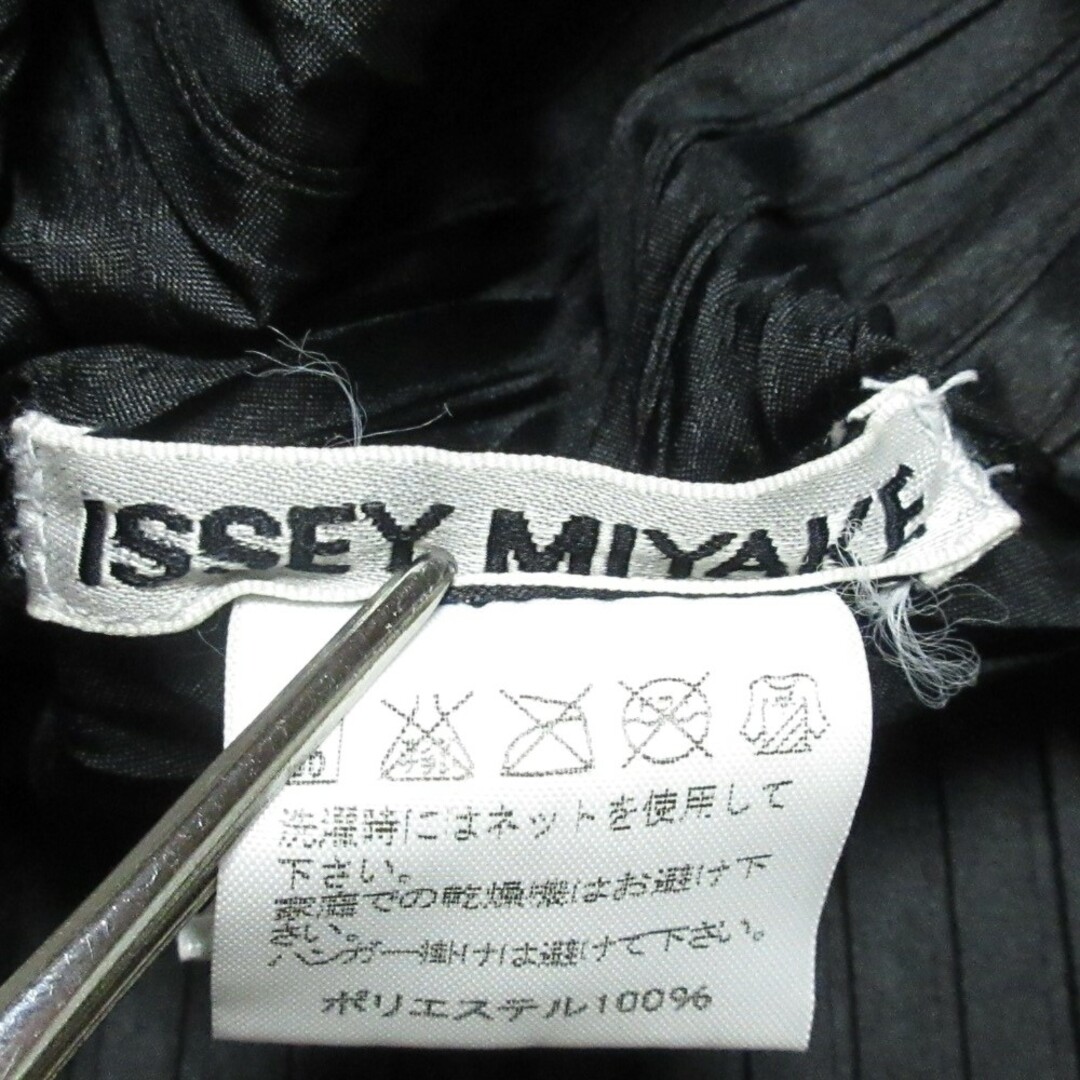 ISSEY MIYAKE
洗濯時にはネットを使用して
下さい。
家庭での乾燥機はお避け下
さい。
ハンガー掛けは避けて下さい。
ポリエステル100%